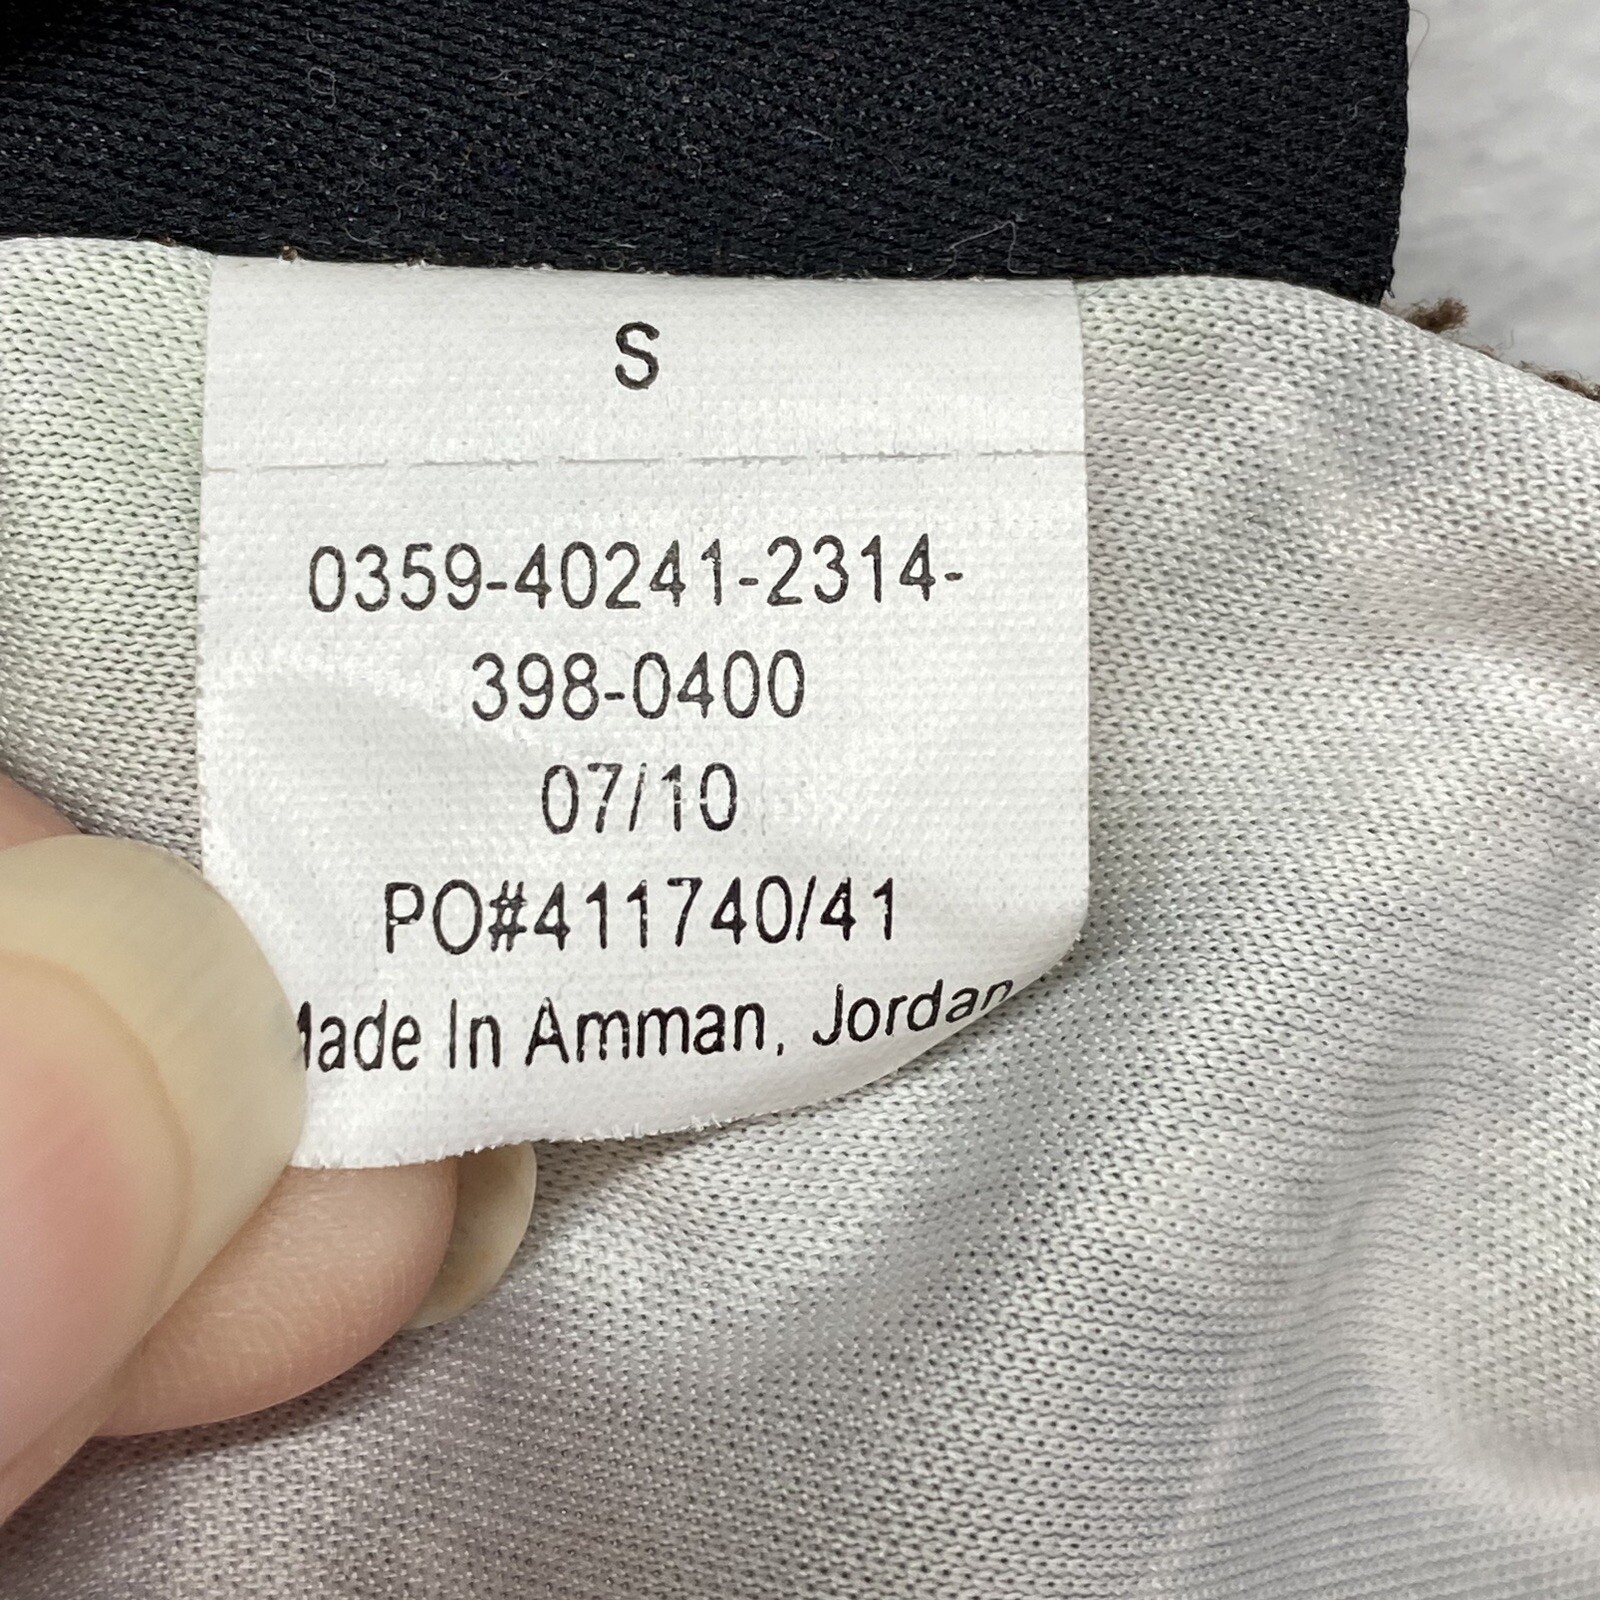 S
0359-40241-2314-
398-0400
07/10
PO#411740/41
Made In Amman, Jordan